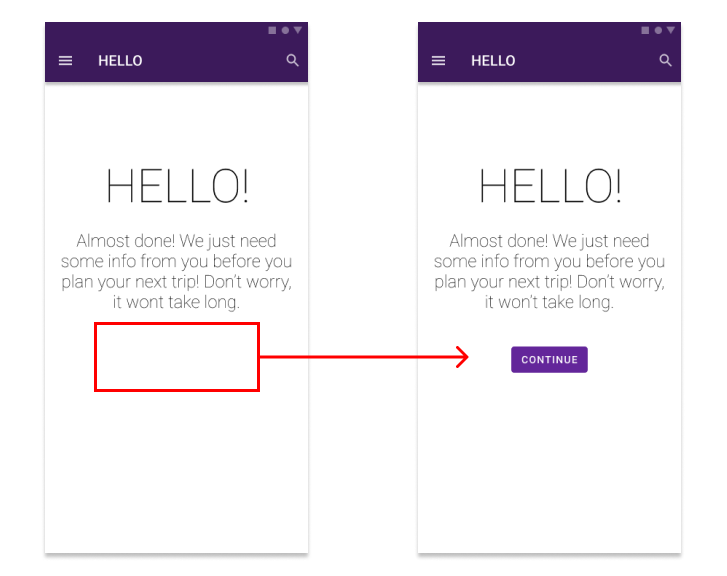 HELLO
HELLO!
Almost done! We just need
some info from you before you
plan your next trip! Don't worry,
it wont take long.
HELLO
HELLO!
Almost done! We just need
some info from you before you
plan your next trip! Don't worry,
it won't take long.
CONTINUE